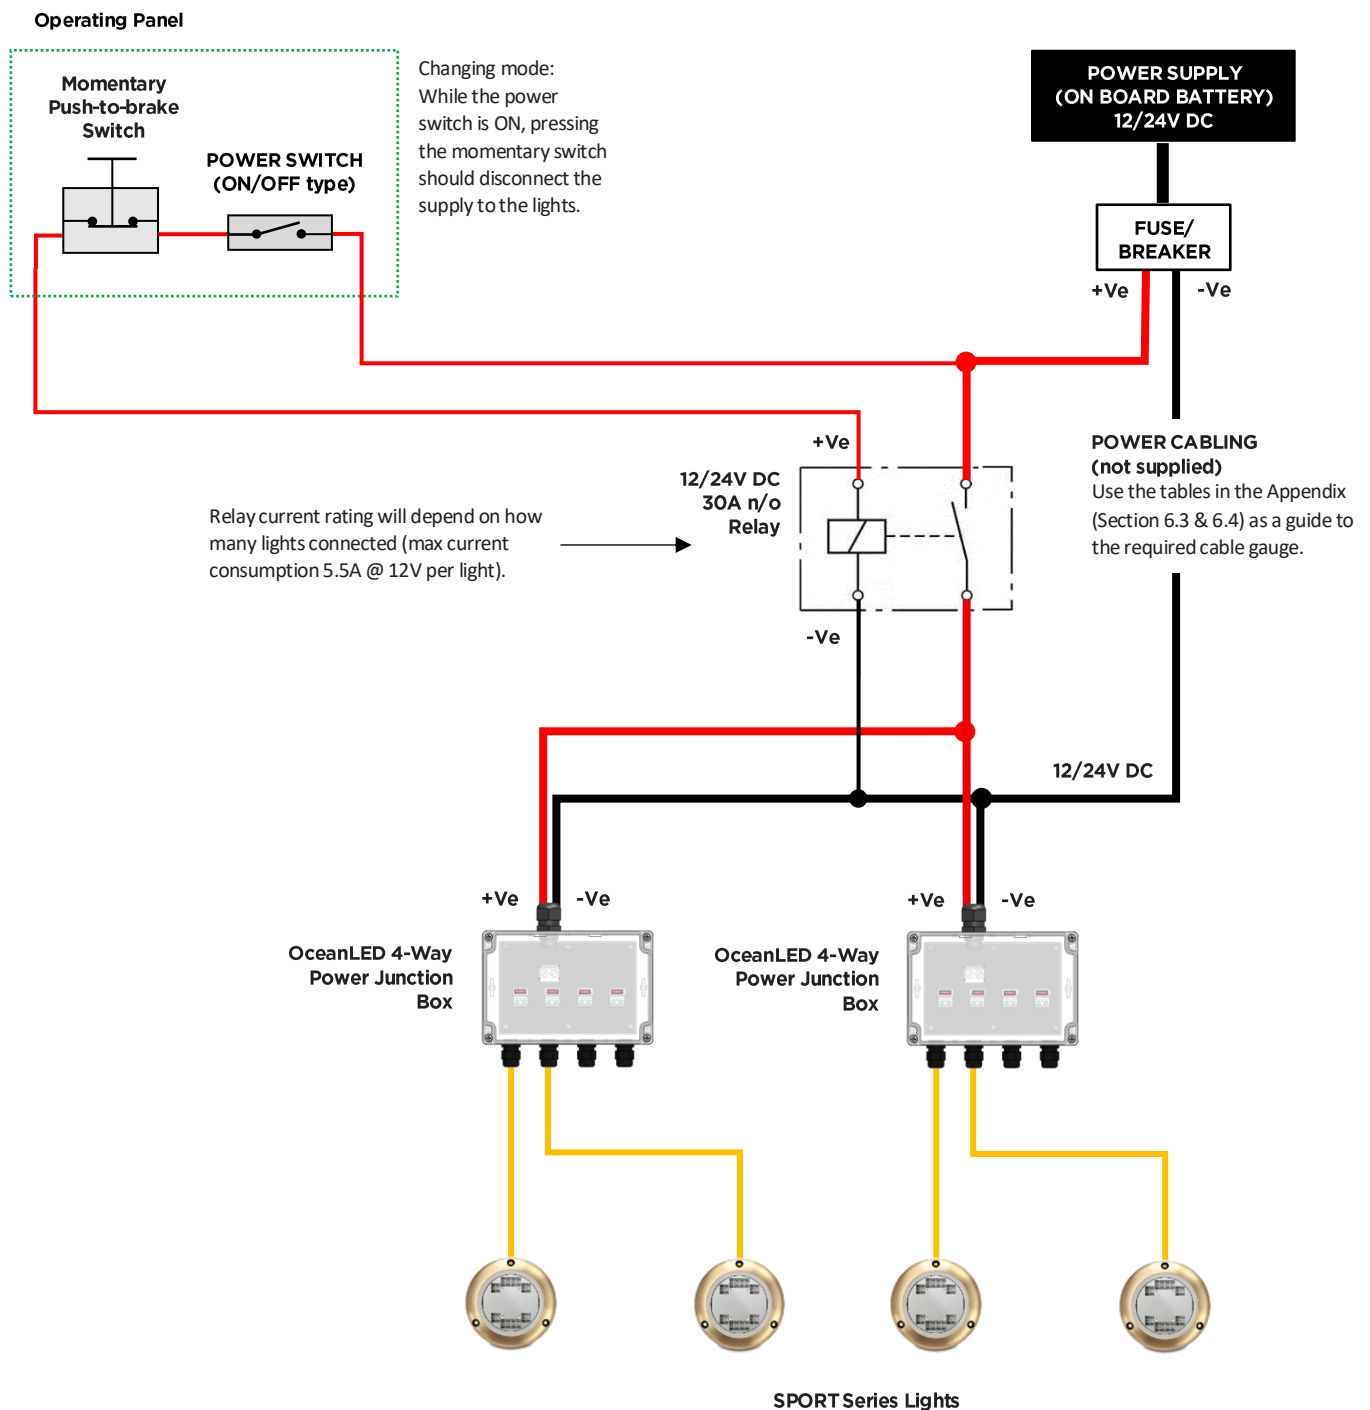 Operating Panel
Momentary
Push-to-brake
Switch
POWER SWITCH
(ON/OFF type)
Changing mode:
While the power
switch is ON, pressing
the momentary switch
should disconnect the
supply to the lights.
POWER SUPPLY
(ON BOARD BATTERY)
12/24V DC
FUSE/
BREAKER
+Ve
-Ve
POWER CABLING
(not supplied)
Use the tables in the Appendix
(Section 6.3 & 6.4) as a guide to
the required cable gauge.
+Ve
12/24V DC
30A n/o
Relay
Relay current rating will depend on how
many lights connected (max current
consumption 5.5A @ 12V per light).
-Ve
12/24V DC
+Ve
-Ve
OceanLED 4-Way
Power Junction
Box
+Ve
-Ve
OceanLED 4-Way
Power Junction
Box
SPORT Series Lights